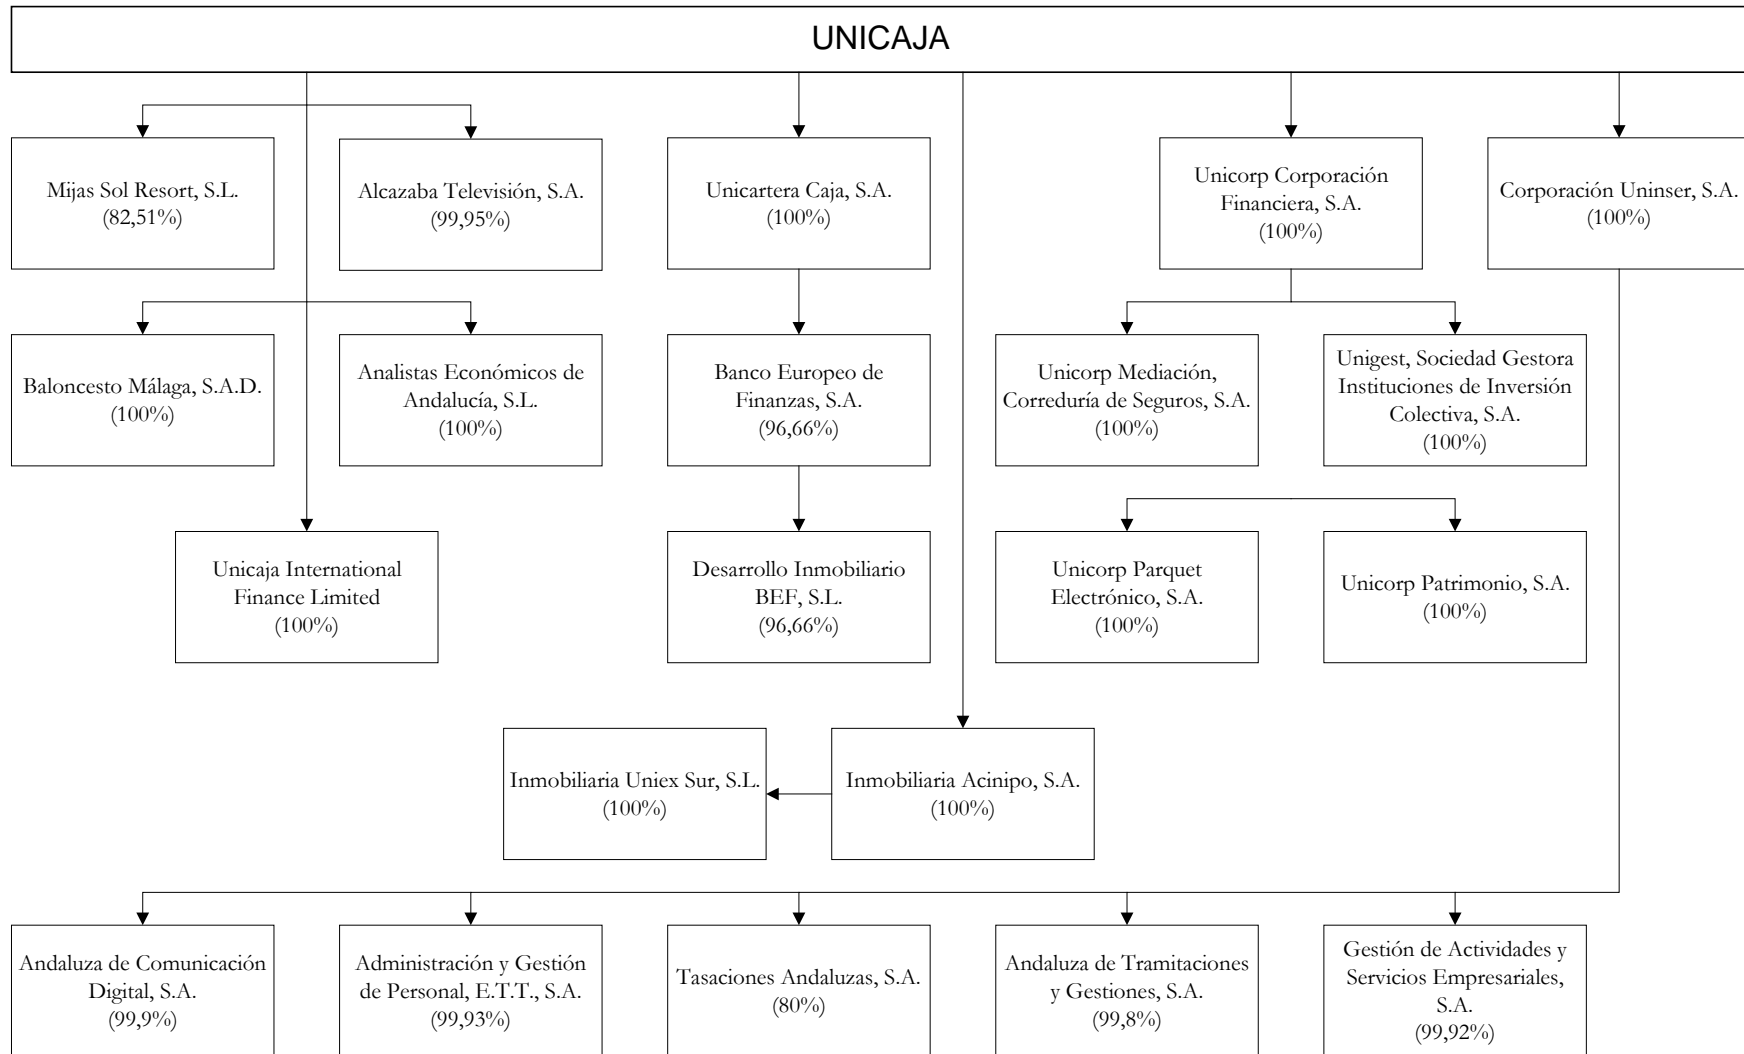 UNICAJA
Mijas Sol Resort, S.L.
(82,51%)
Alcazaba Televisión, S.A.
(99,95%)
Unicartera Caja, S.A.
(100%)
Unicorp Corporación
Financiera, S.A.
(100%)
Corporación Uninser, S.A.
(100%)
Baloncesto Málaga, S.A.D.
(100%)
Analistas Económicos de
Andalucía, S.L.
(100%)
Banco Europeo de
Finanzas, S.A.
(96,66%)
Unicorp Mediación,
Correduría de Seguros, S.A.
(100%)
Unigest, Sociedad Gestora
Instituciones de Inversión
Colectiva, S.A.
(100%)
Unicaja International
Finance Limited
(100%)
Desarrollo Inmobiliario
BEF, S.L.
(96,66%)
Unicorp Parquet
Electrónico, S.A.
(100%)
Unicorp Patrimonio, S.A.
(100%)
Inmobiliaria Uniex Sur, S.L.
(100%)
Inmobiliaria Acinipo, S.A.
(100%)
Andaluza de Comunicación
Digital, S.A.
(99,9%)
Administración y Gestión
de Personal, E.T.T., S.A.
(99,93%)
Tasaciones Andaluzas, S.A.
(80%)
Andaluza de Tramitaciones
y Gestiones, S.A.
(99,8%)
Gestión de Actividades y
Servicios Empresariales,
S.A.
(99,92%)